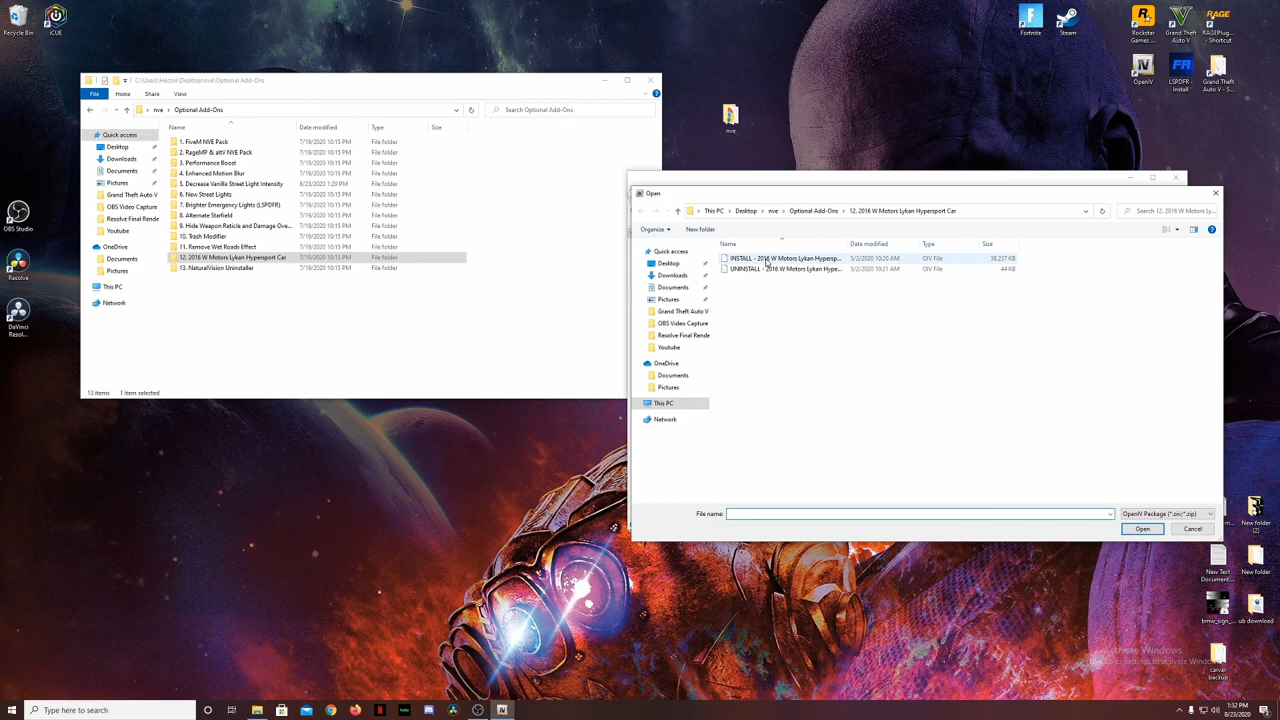 Recycle Bin
iCUE
OBS Studio
Resolve
DaVinci
Resol...
C:\Users\Hector\Desktop\nve\Optional Add-Ons
File Home Share View
nve > Optional Add-Ons
Search Optional Add-Ons
Name Date modified Type Size
Quick access
Desktop
Downloads
Documents
Pictures
Grand Theft Auto V
OBS Video Capture
Resolve Final Rende
Youtube
OneDrive
Documents
Pictures
This PC
Network
1. FiveM NVE Pack 7/19/2020 10:15 PM File folder
2. RageMP & altV NVE Pack 7/19/2020 10:15 PM File folder
3. Performance Boost 7/19/2020 10:15 PM File folder
4. Enhanced Motion Blur 7/19/2020 10:15 PM File folder
5. Decrease Vanilla Street Light Intensity 8/23/2020 1:29 PM File folder
6. New Street Lights 7/19/2020 10:15 PM File folder
7. Brighter Emergency Lights (LSPDFR) 7/19/2020 10:15 PM File folder
8. Alternate Starfield 7/19/2020 10:15 PM File folder
9. Hide Weapon Reticle and Damage Ove... 7/19/2020 10:15 PM File folder
10. Trash Modifier 7/19/2020 10:15 PM File folder
11. Remove Wet Roads Effect 7/19/2020 10:15 PM File folder
12. 2016 W Motors Lykan Hypersport Car 7/19/2020 10:15 PM File folder
13. NaturalVision Uninstaller 7/19/2020 10:15 PM File folder
13 items 1 item selected
nve
Fortnite
Steam
Rockstar
Games ...
Grand Theft
Auto V
RAGEPlug...
- Shortcut
OpenIV
LSPDFR -
Install
Grand Theft
Auto V - S...
Open
This PC > Desktop > nve > Optional Add-Ons > 12. 2016 W Motors Lykan Hypersport Car
Search 12. 2016 W Motors Ly...
Organize New folder
Name Date modified Type Size
Quick access
Desktop
Downloads
Documents
Pictures
Grand Theft Auto V
OBS Video Capture
Resolve Final Rende
Youtube
OneDrive
Documents
Pictures
This PC
Network
INSTALL - 2016 W Motors Lykan Hypersp... 5/2/2020 10:20 AM OIV File 38,237 KB
UNINSTALL - 2016 W Motors Lykan Hype... 5/2/2020 10:21 AM OIV File 44 KB
File name:
OpenIV Package (*.oiv;*.zip)
Open Cancel
New folder
(2)
New Text
Document...
New folder
bmw_sign_...
ub download
Activate Windows
Go to Settings to activate Windows.
carvar
backup
Type here to search
1:32 PM
8/23/2020